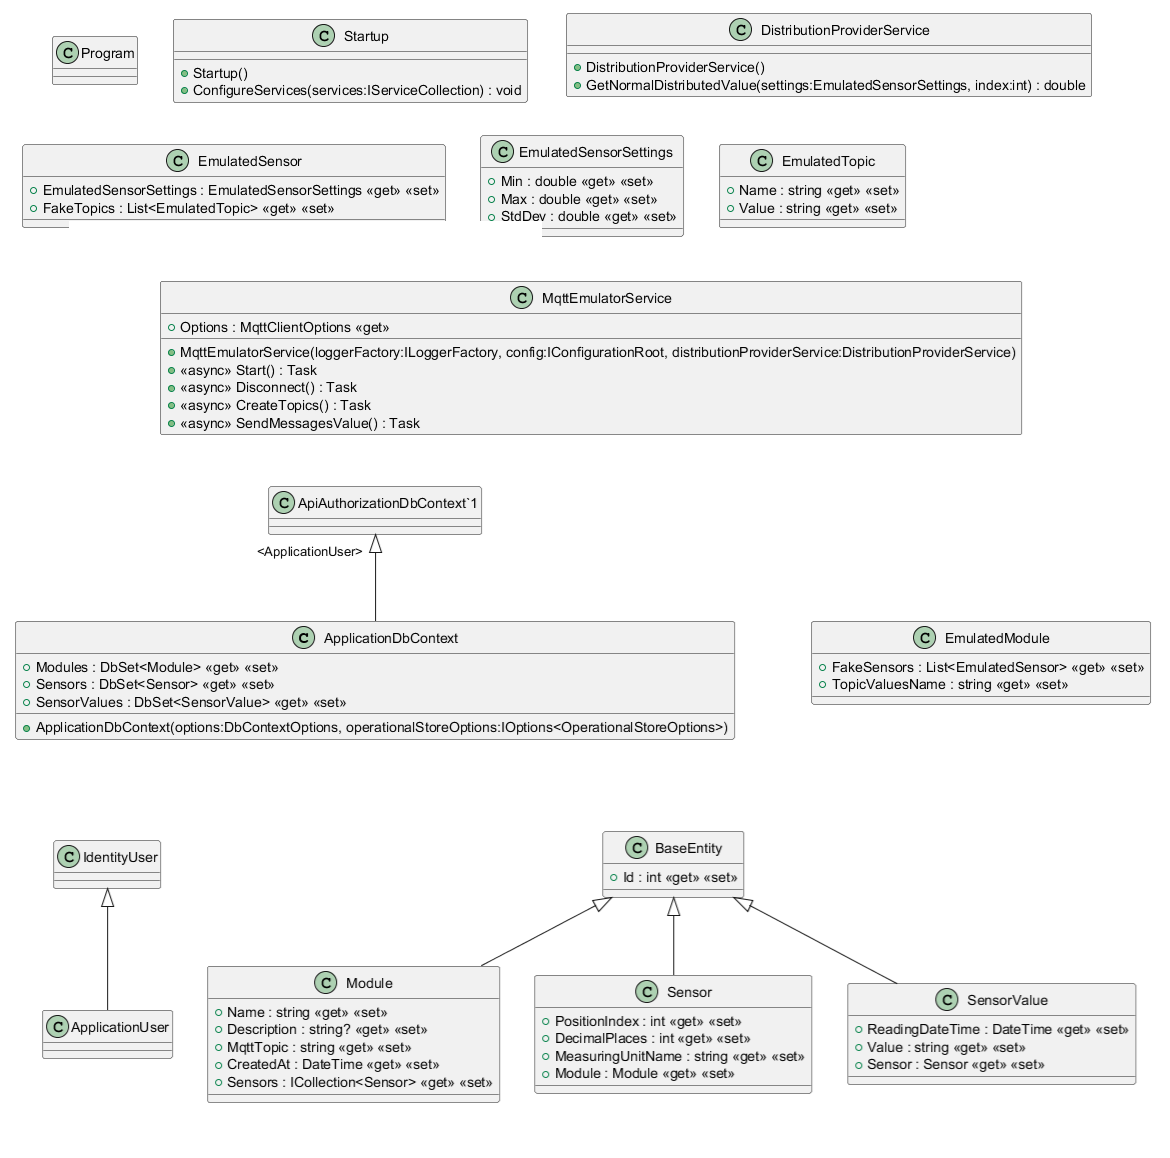 C Program
C Startup
Startup()
ConfigureServices(services:IServiceCollection) : void
C DistributionProviderService
DistributionProviderService()
GetNormalDistributedValue(settings:EmulatedSensorSettings, index:int) : double
C EmulatedSensor
EmulatedSensorSettings : EmulatedSensorSettings «get» «set»
FakeTopics : List<EmulatedTopic> «get» «set»
C EmulatedSensorSettings
Min : double «get» «set»
Max : double «get» «set»
StdDev : double «get» «set»
C EmulatedTopic
Name : string «get» «set»
Value : string «get» «set»
C MqttEmulatorService
Options : MqttClientOptions «get»
MqttEmulatorService(loggerFactory:ILoggerFactory, config:IConfigurationRoot, distributionProviderService:DistributionProviderService)
«async» Start() : Task
«async» Disconnect() : Task
«async» CreateTopics() : Task
«async» SendMessagesValue() : Task
C ApiAuthorizationDbContext`1
<ApplicationUser>
C ApplicationDbContext
Modules : DbSet<Module> «get» «set»
Sensors : DbSet<Sensor> «get» «set»
SensorValues : DbSet<SensorValue> «get» «set»
ApplicationDbContext(options:DbContextOptions, operationalStoreOptions:IOptions<OperationalStoreOptions>)
C EmulatedModule
FakeSensors : List<EmulatedSensor> «get» «set»
TopicValuesName : string «get» «set»
C IdentityUser
C BaseEntity
Id : int «get» «set»
C ApplicationUser
C Module
Name : string «get» «set»
Description : string? «get» «set»
MqttTopic : string «get» «set»
CreatedAt : DateTime «get» «set»
Sensors : ICollection<Sensor> «get» «set»
C Sensor
PositionIndex : int «get» «set»
DecimalPlaces : int «get» «set»
MeasuringUnitName : string «get» «set»
Module : Module «get» «set»
C SensorValue
ReadingDateTime : DateTime «get» «set»
Value : string «get» «set»
Sensor : Sensor «get» «set»